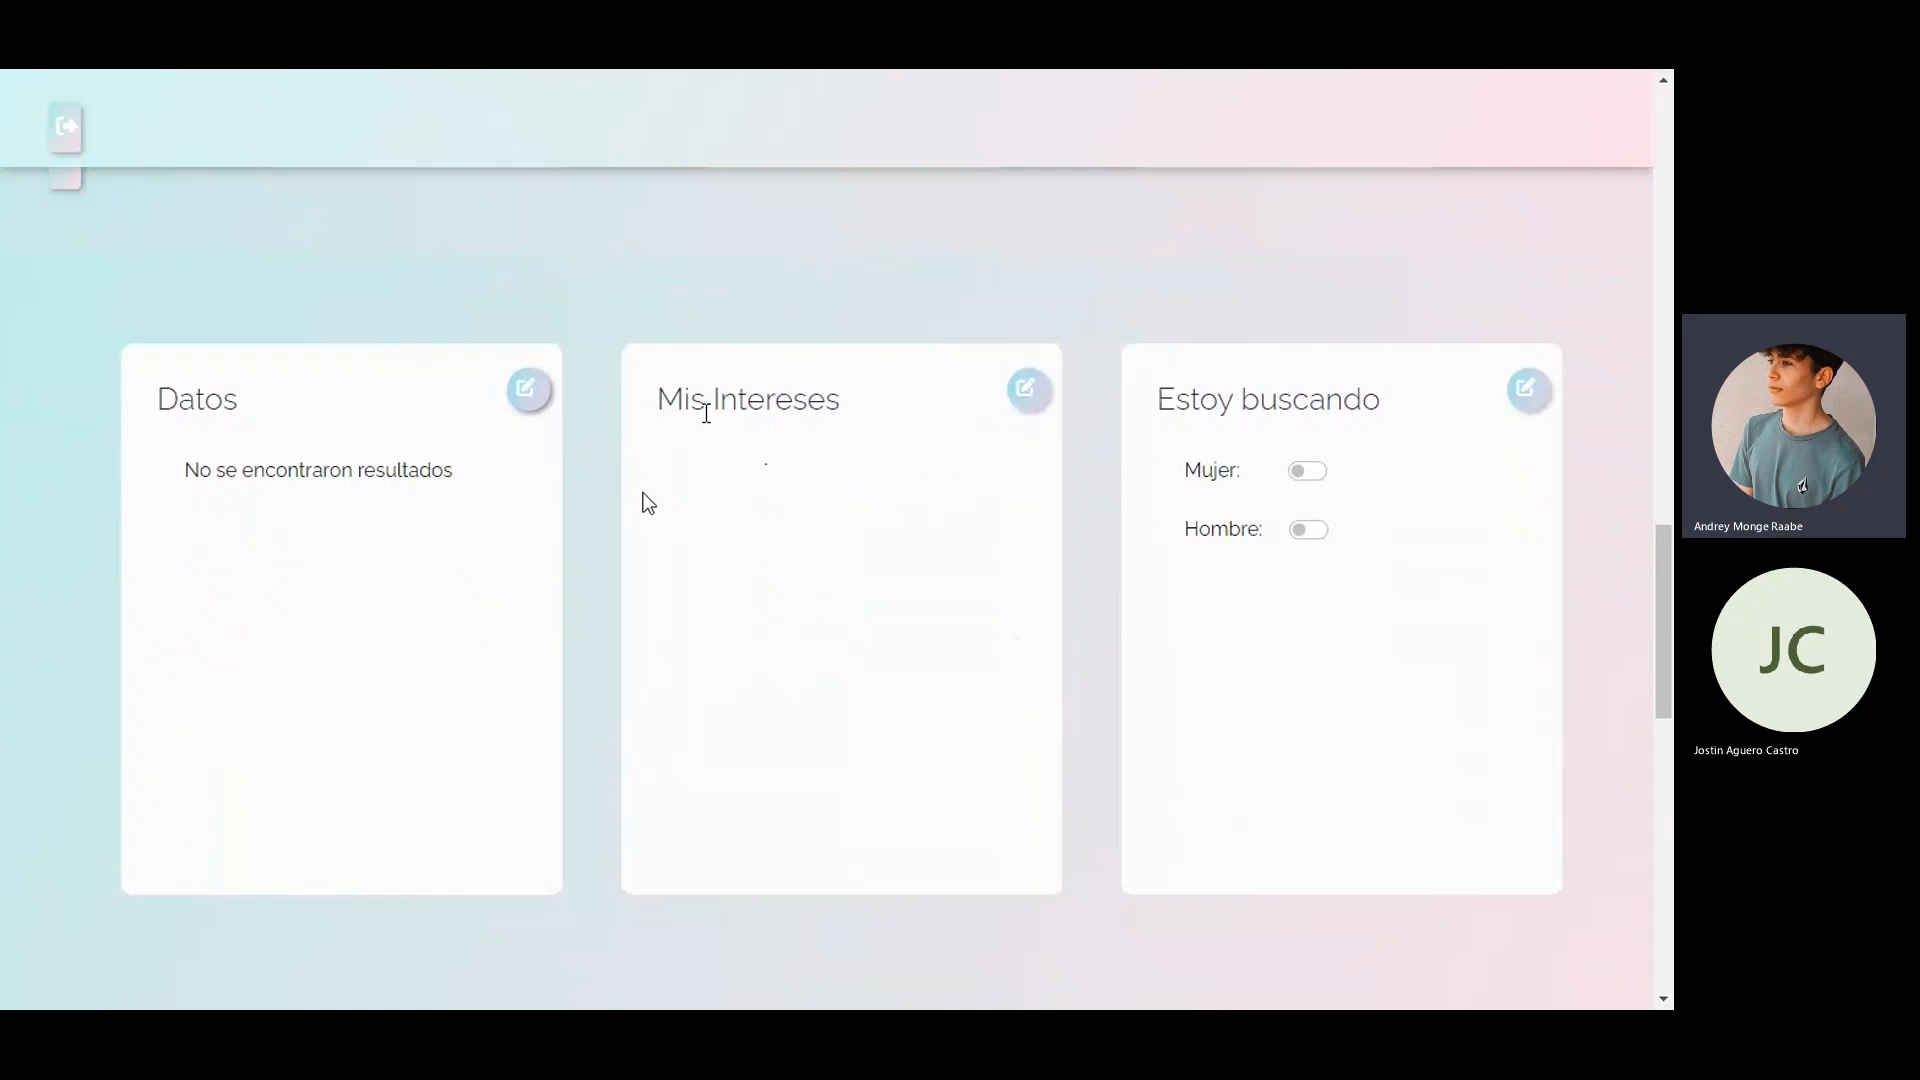 Datos
No se encontraron resultados
Mis Intereses
Estoy buscando
Mujer:
Hombre:
Andrey Monge Raabe
JC
Jostin Aguero Castro